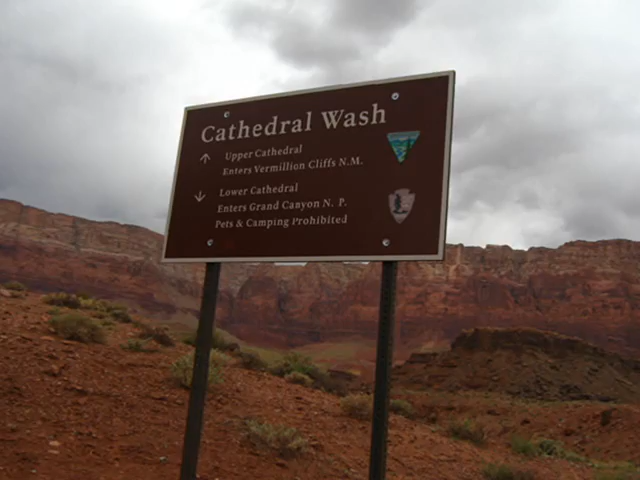 Cathedral Wash
↑ Upper Cathedral
Enters Vermillion Cliffs N.M.
↓ Lower Cathedral
Enters Grand Canyon N. P.
Pets & Camping Prohibited